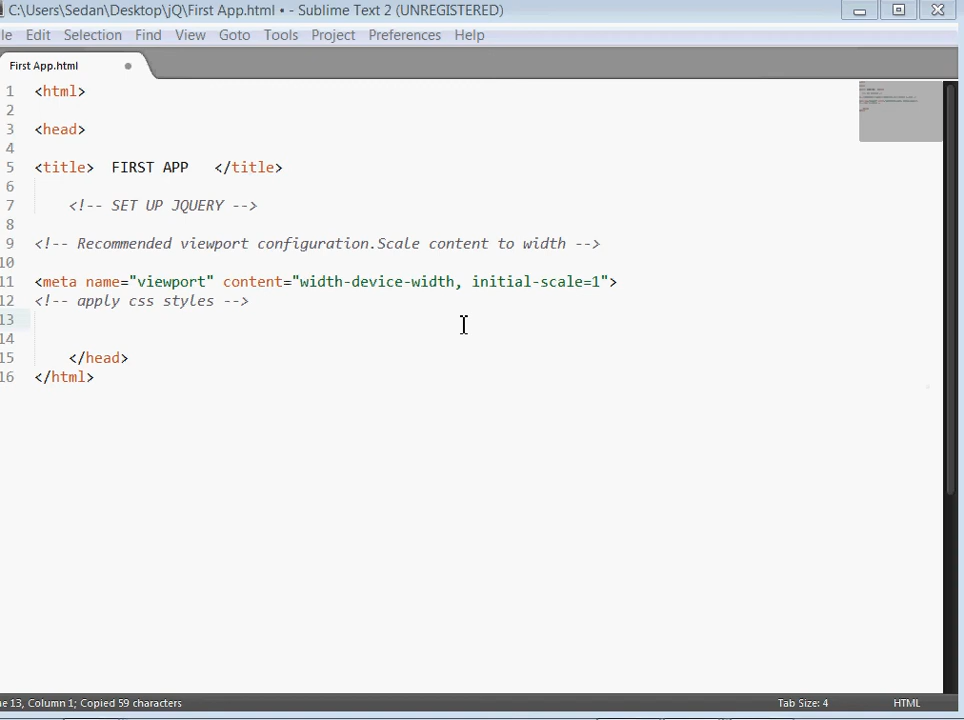 C:\Users\Sedan\Desktop\jQ\First App.html • - Sublime Text 2 (UNREGISTERED)
le Edit Selection Find View Goto Tools Project Preferences Help
First App.html
1 <html>
2
3 <head>
4
5 <title> FIRST APP </title>
6
7 <!-- SET UP JQUERY -->
8
9 <!-- Recommended viewport configuration.Scale content to width -->
10
11 <meta name="viewport" content="width-device-width, initial-scale=1">
12 <!-- apply css styles -->
13
14
15 </head>
16 </html>
e 13, Column 1; Copied 59 characters Tab Size: 4 HTML